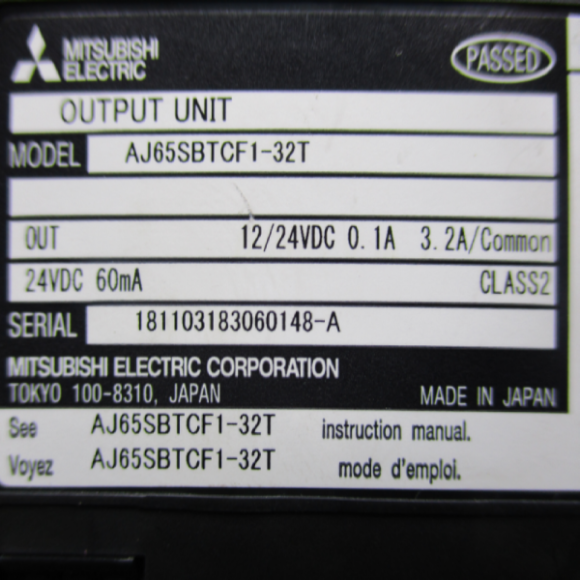 MITSUBISHI
ELECTRIC
PASSED
OUTPUT UNIT
MODEL AJ65SBTCF1-32T
OUT 12/24VDC 0.1A 3.2A/Common
24VDC 60mA CLASS2
SERIAL 181103183060148-A
MITSUBISHI ELECTRIC CORPORATION
TOKYO 100-8310, JAPAN MADE IN JAPAN
See AJ65SBTCF1-32T instruction manual.
Voyez AJ65SBTCF1-32T mode d'emploi.